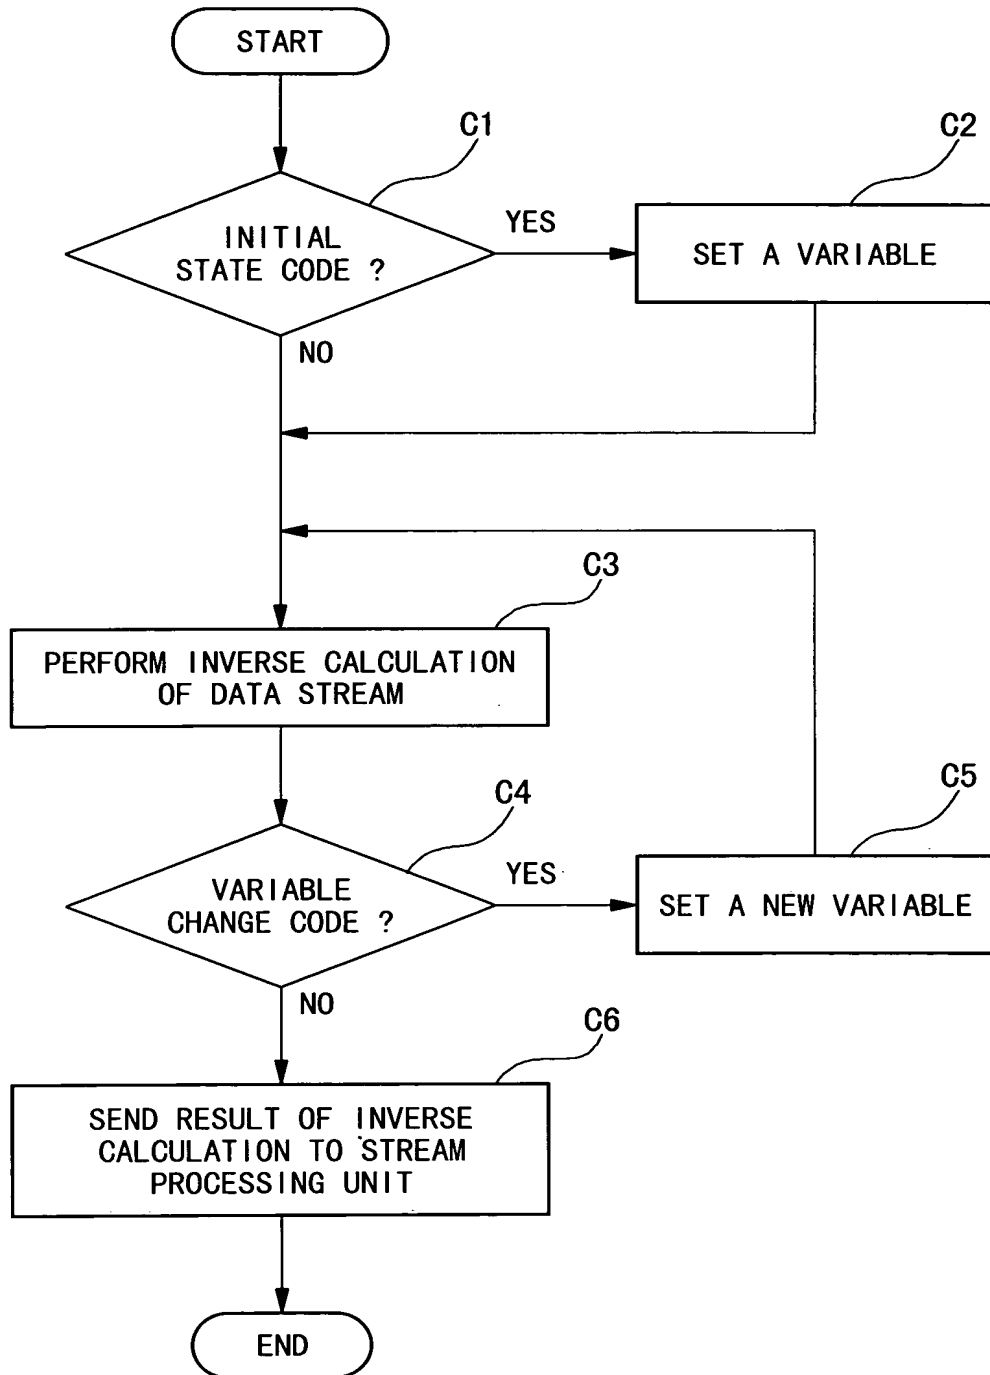 START
C1
C2
INITIAL
STATE CODE ?
YES
SET A VARIABLE
NO
C3
PERFORM INVERSE CALCULATION
OF DATA STREAM
C4
C5
VARIABLE
CHANGE CODE ?
YES
SET A NEW VARIABLE
NO
C6
SEND RESULT OF INVERSE
CALCULATION TO STREAM
PROCESSING UNIT
END